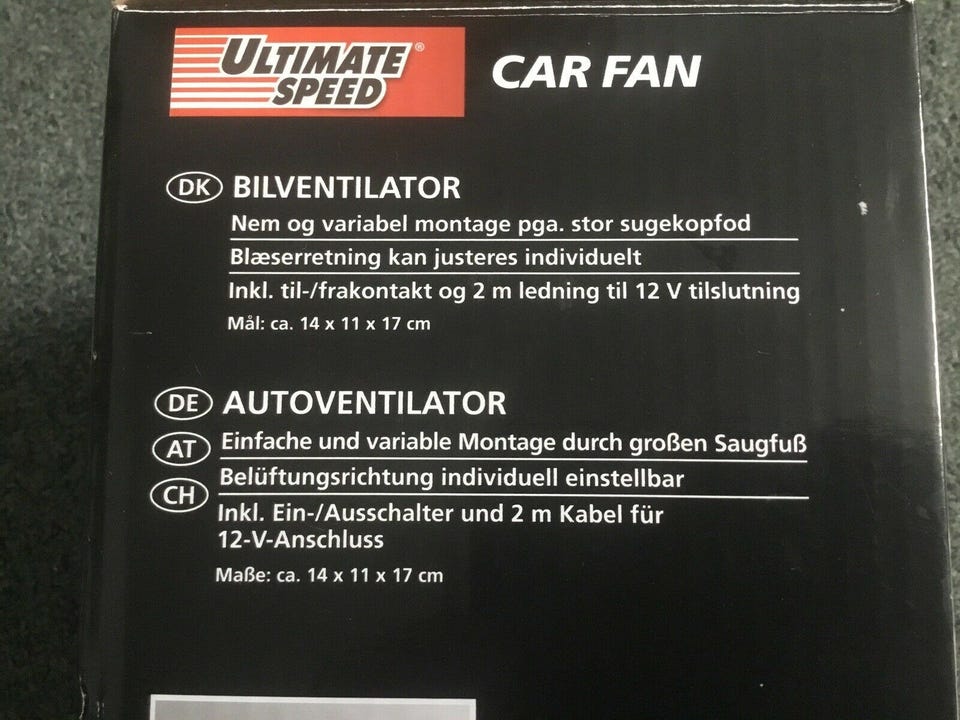 ULTIMATE SPEED®
CAR FAN
DK BILVENTILATOR
Nem og variabel montage pga. stor sugekopfod
Blæserretning kan justeres individuelt
Inkl. til-/frakontakt og 2 m ledning til 12 V tilslutning
Mål: ca. 14 x 11 x 17 cm
DE AUTOVENTILATOR
AT Einfache und variable Montage durch großen Saugfuß
CH Belüftungsrichtung individuell einstellbar
Inkl. Ein-/Ausschalter und 2 m Kabel für
12-V-Anschluss
Maße: ca. 14 x 11 x 17 cm